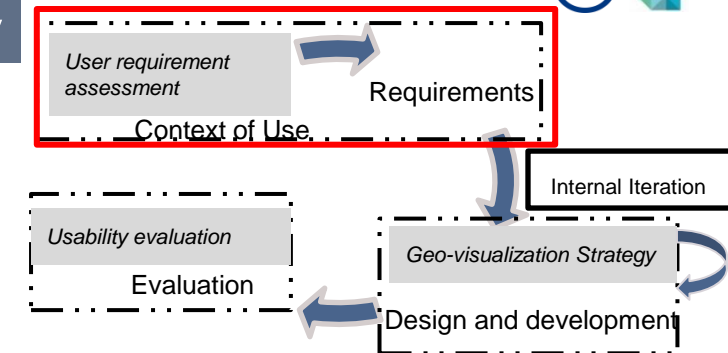 User requirement
assessment
Requirements
Context of Use
Internal Iteration
Usability evaluation
Geo-visualization Strategy
Evaluation
Design and development